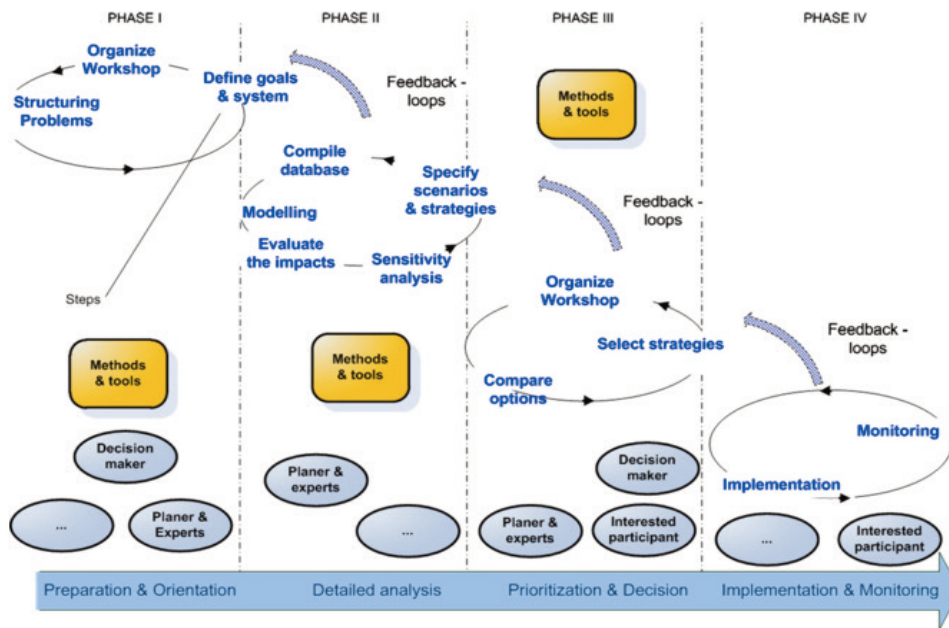 PHASE I
PHASE II
PHASE III
PHASE IV
Organize
Workshop
Structuring
Problems
Define goals
& system
Steps
Methods
& tools
Decision
maker
...
Planer &
Experts
Feedback -
loops
Compile
database
Specify
scenarios
& strategies
Modelling
Evaluate
the impacts
Sensitivity
analysis
Methods
& tools
Planer &
experts
...
Methods
& tools
Feedback -
loops
Organize
Workshop
Select strategies
Compare
options
Decision
maker
Planer &
experts
Interested
participant
Feedback -
loops
Monitoring
Implementation
...
Interested
participant
Preparation & Orientation
Detailed analysis
Prioritization & Decision
Implementation & Monitoring